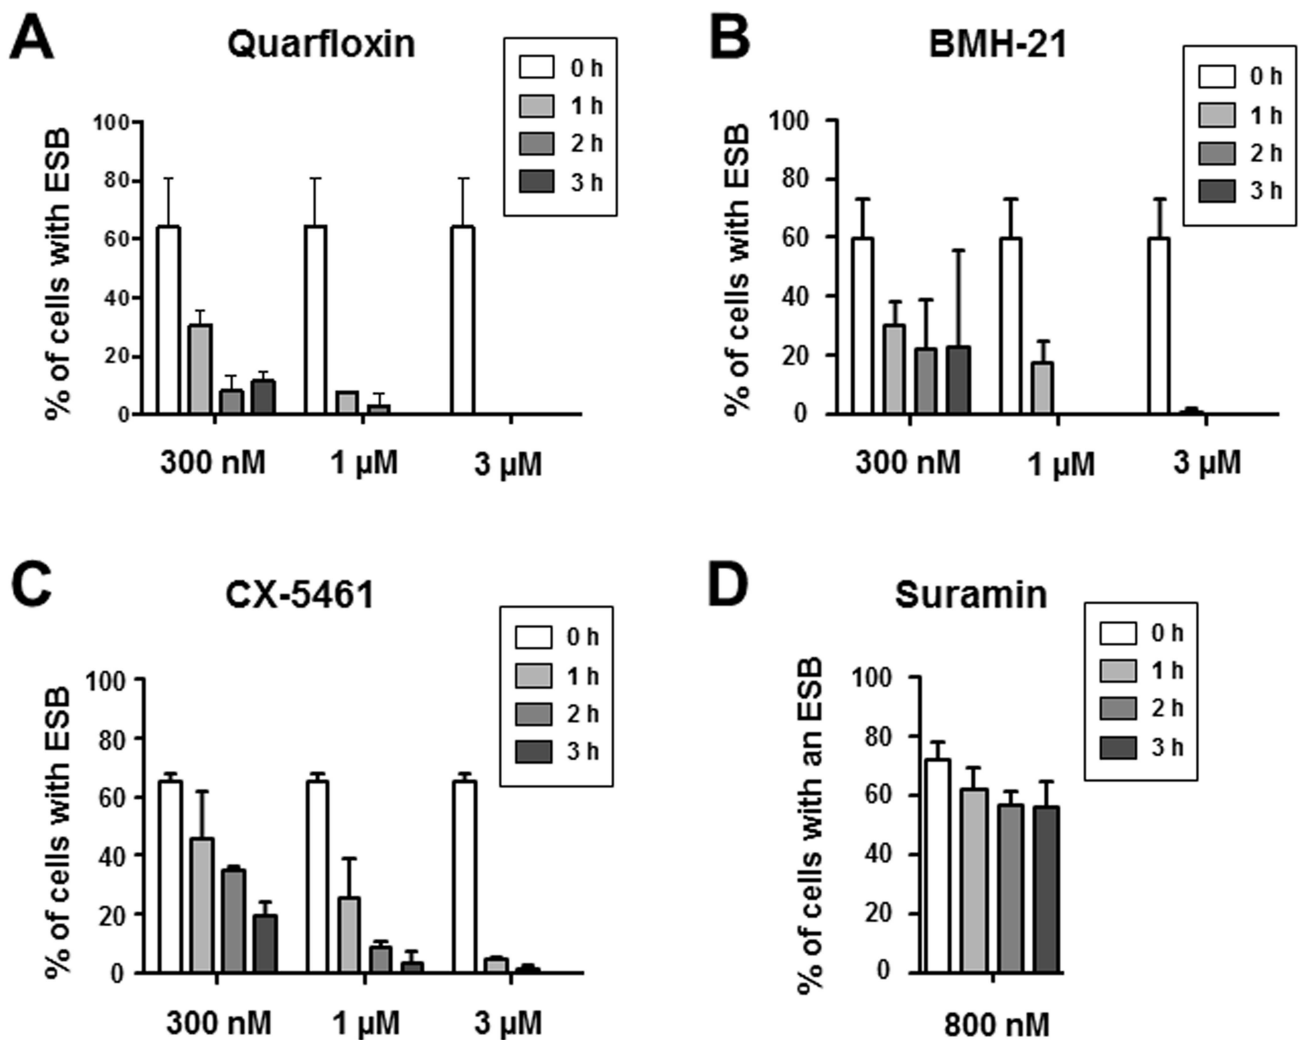 A
Quarfloxin
0 h
1 h
2 h
3 h
% of cells with ESB
100
80
60
40
20
0
300 nM
1 µM
3 µM
B
BMH-21
0 h
1 h
2 h
3 h
% of cells with ESB
100
80
60
40
20
0
300 nM
1 µM
3 µM
C
CX-5461
0 h
1 h
2 h
3 h
% of cells with ESB
100
80
60
40
20
0
300 nM
1 µM
3 µM
D
Suramin
0 h
1 h
2 h
3 h
% of cells with an ESB
100
80
60
40
20
0
800 nM